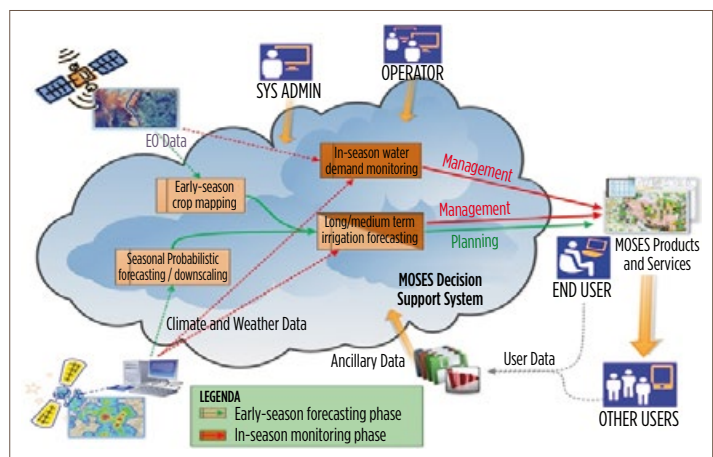 OPERATOR
SYS ADMIN
EO Data
In-season water
demand monitoring
Management
Early-season
crop mapping
Management
Long/medium term
irrigation forecasting
Planning
MOSES Products
and Services
Seasonal Probabilistic
forecasting / downscaling
MOSES Decision
Support System
END USER
Climate and Weather Data
Ancillary Data
User Data
OTHER USERS
LEGENDA
Early-season forecasting phase
In-season monitoring phase